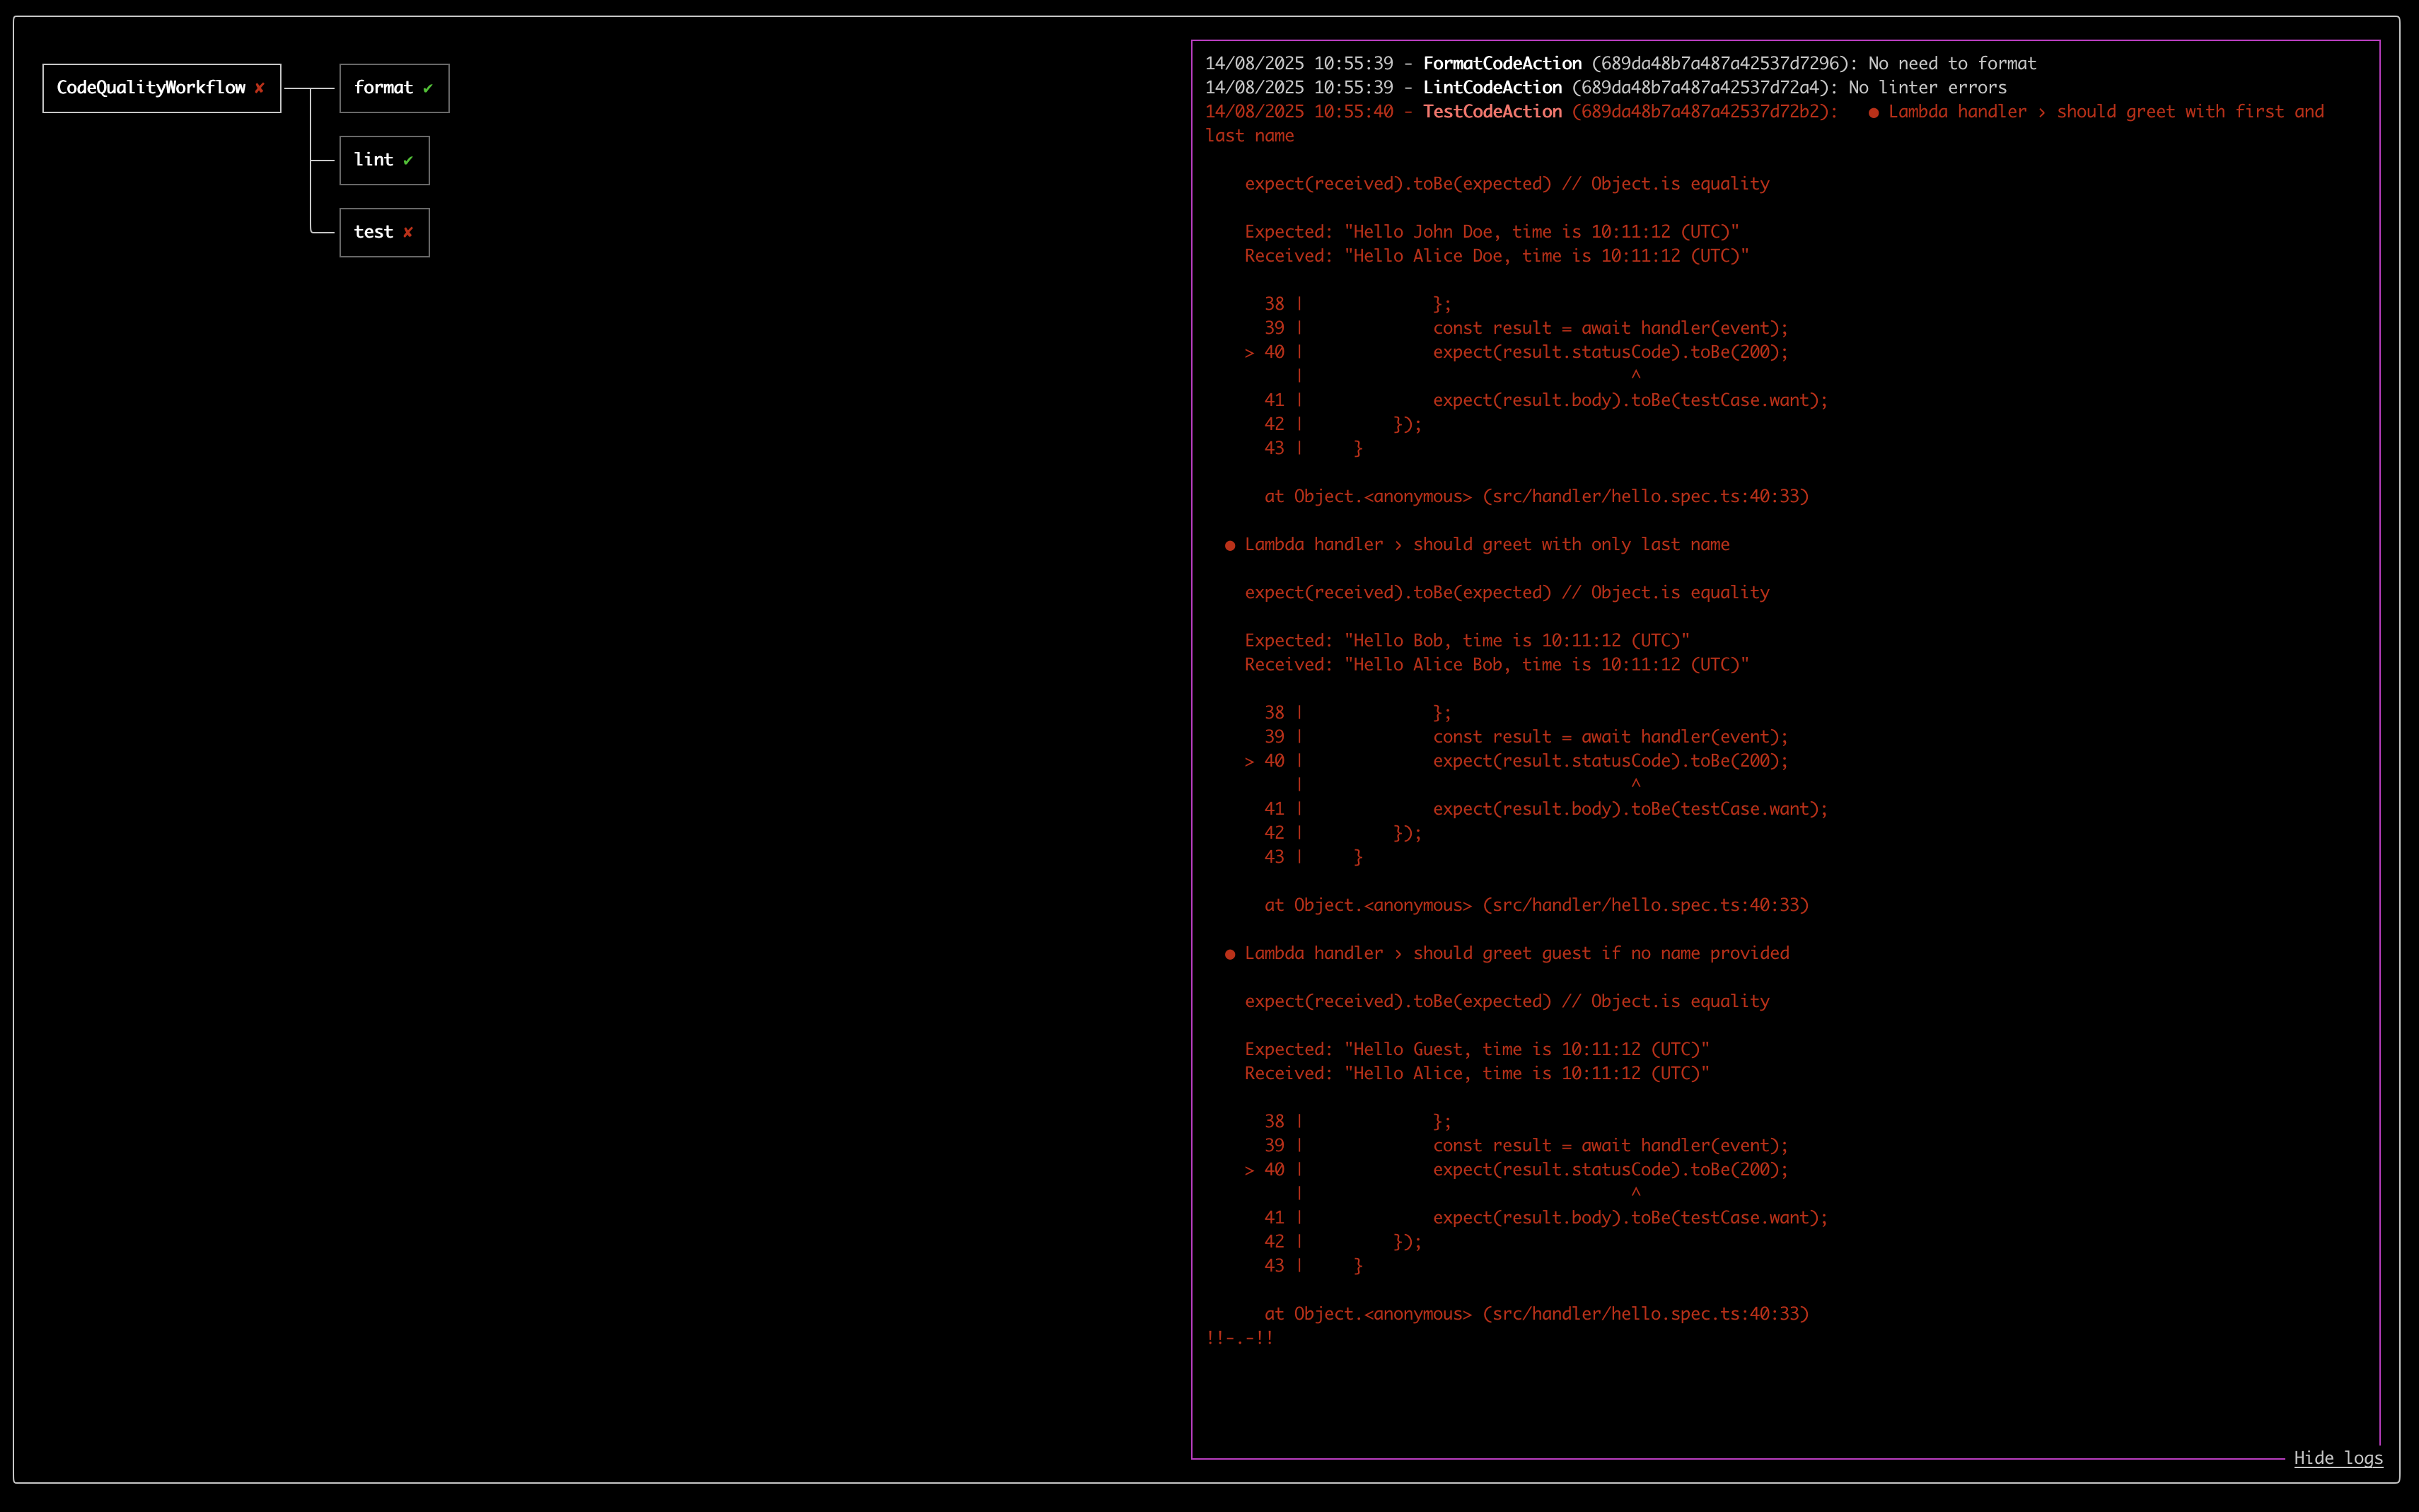 CodeQualityWorkflow ✘
format ✔
lint ✔
test ✘
14/08/2025 10:55:39 - FormatCodeAction (689da48b7a487a42537d7296): No need to format
14/08/2025 10:55:39 - LintCodeAction (689da48b7a487a42537d72a4): No linter errors
14/08/2025 10:55:40 - TestCodeAction (689da48b7a487a42537d72b2):   ● Lambda handler › should greet with first and
last name
    expect(received).toBe(expected) // Object.is equality
    Expected: "Hello John Doe, time is 10:11:12 (UTC)"
    Received: "Hello Alice Doe, time is 10:11:12 (UTC)"
      38 |             };
      39 |             const result = await handler(event);
    > 40 |             expect(result.statusCode).toBe(200);
         |                                 ^
      41 |             expect(result.body).toBe(testCase.want);
      42 |         });
      43 |     }
      at Object.<anonymous> (src/handler/hello.spec.ts:40:33)
  ● Lambda handler › should greet with only last name
    expect(received).toBe(expected) // Object.is equality
    Expected: "Hello Bob, time is 10:11:12 (UTC)"
    Received: "Hello Alice Bob, time is 10:11:12 (UTC)"
      38 |             };
      39 |             const result = await handler(event);
    > 40 |             expect(result.statusCode).toBe(200);
         |                                 ^
      41 |             expect(result.body).toBe(testCase.want);
      42 |         });
      43 |     }
      at Object.<anonymous> (src/handler/hello.spec.ts:40:33)
  ● Lambda handler › should greet guest if no name provided
    expect(received).toBe(expected) // Object.is equality
    Expected: "Hello Guest, time is 10:11:12 (UTC)"
    Received: "Hello Alice, time is 10:11:12 (UTC)"
      38 |             };
      39 |             const result = await handler(event);
    > 40 |             expect(result.statusCode).toBe(200);
         |                                 ^
      41 |             expect(result.body).toBe(testCase.want);
      42 |         });
      43 |     }
      at Object.<anonymous> (src/handler/hello.spec.ts:40:33)
!!-.-!!
Hide logs